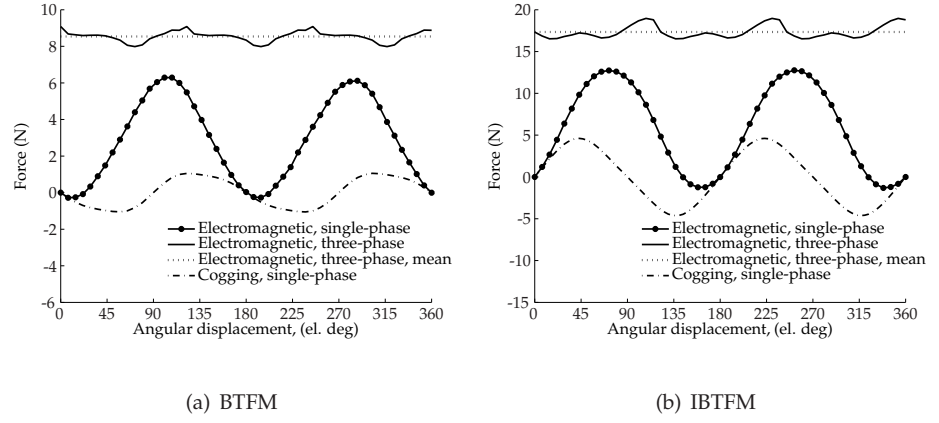 10
8
6
4
2
0
-2
-4
-6
Force (N)
Electromagnetic, single-phase
Electromagnetic, three-phase
Electromagnetic, three-phase, mean
Cogging, single-phase
0 45 90 135 180 225 270 315 360
Angular displacement, (el. deg)
(a) BTFM
20
15
10
5
0
-5
-10
-15
Force (N)
Electromagnetic, single-phase
Electromagnetic, three-phase
Electromagnetic, three-phase, mean
Cogging, single-phase
0 45 90 135 180 225 270 315 360
Angular displacement, (el. deg)
(b) IBTFM